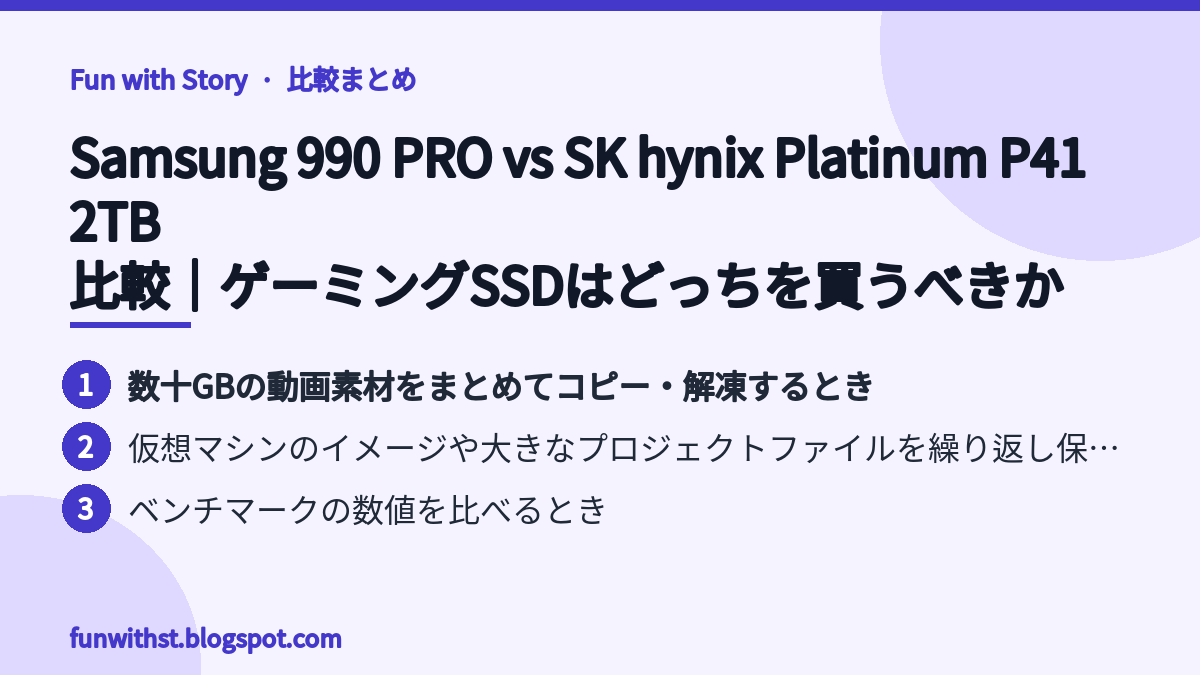 Fun with Story · 比較まとめ
Samsung 990 PRO vs SK hynix Platinum P41
2TB
比較｜ゲーミングSSDはどっちを買うべきか
1 数十GBの動画素材をまとめてコピー・解凍するとき
2 仮想マシンのイメージや大きなプロジェクトファイルを繰り返し保…
3 ベンチマークの数値を比べるとき
funwithst.blogspot.com